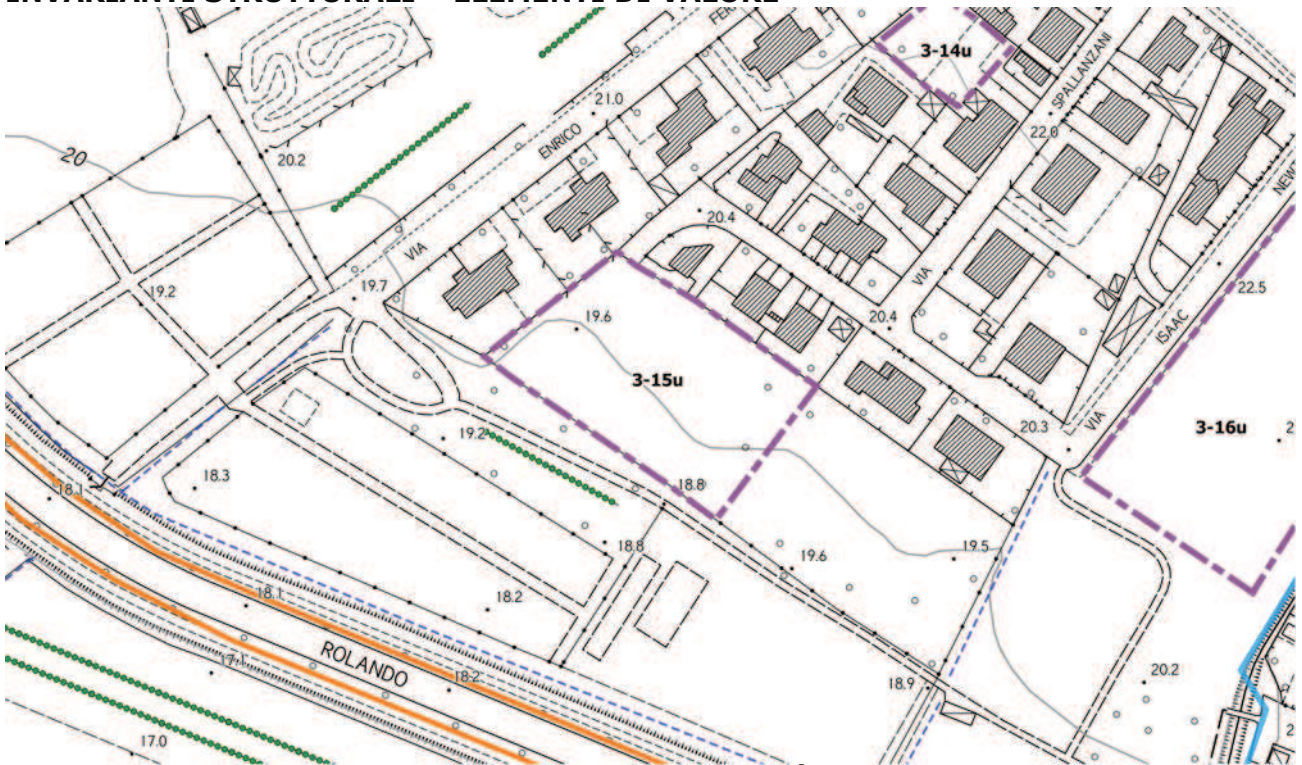 INVARIANTI STRUTTURALI – ELEMENTI DI VALORE
3-14u
SPALLANZANI
21.0
ENRICO
22.0
20
20.2
NEW
20.4
VIA
VIA
22.5
19.2
19.7
19.6
20.4
ISAAC
3-15u
VIA
20.3
3-16u
19.2
18.3
18.8
18.1
18.8
19.6
19.5
18.1
18.2
ROLANDO
17.1
18.2
18.9
20.2
17.0